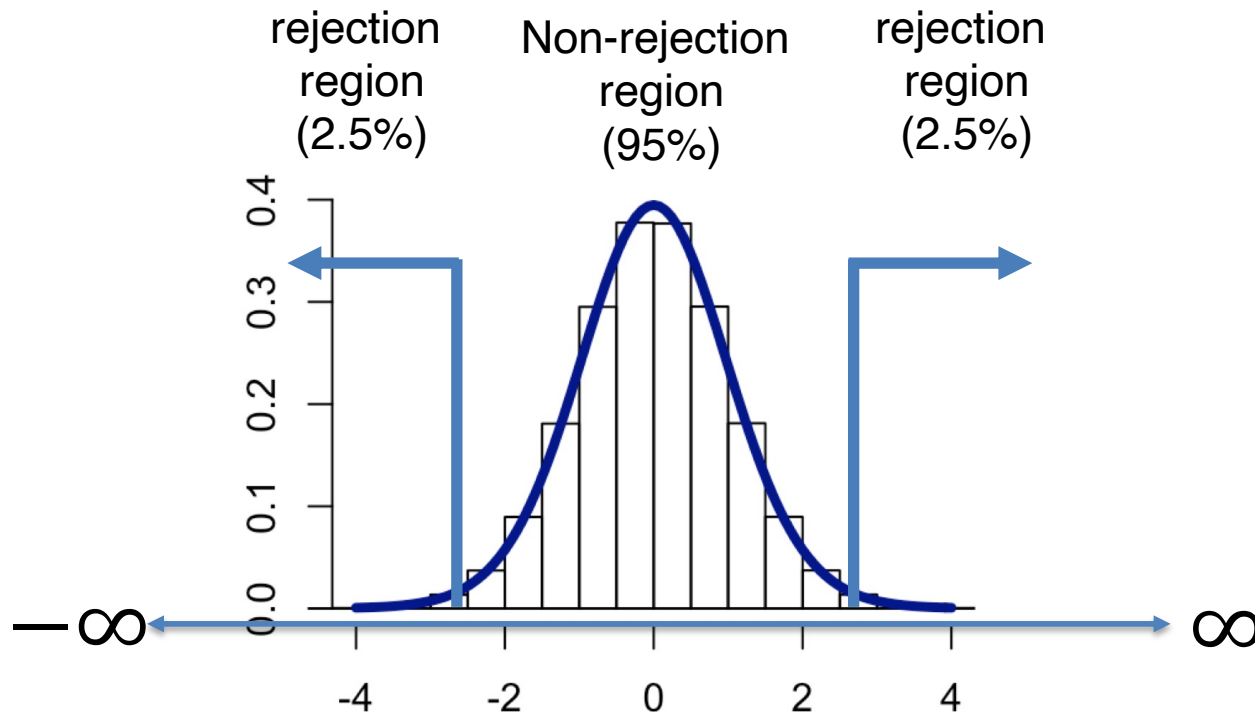 rejection
region
(2.5%)
Non-rejection
region
(95%)
rejection
region
(2.5%)
0.4
0.3
0.2
0.1
0.0
−∞
∞
-4 -2 0 2 4